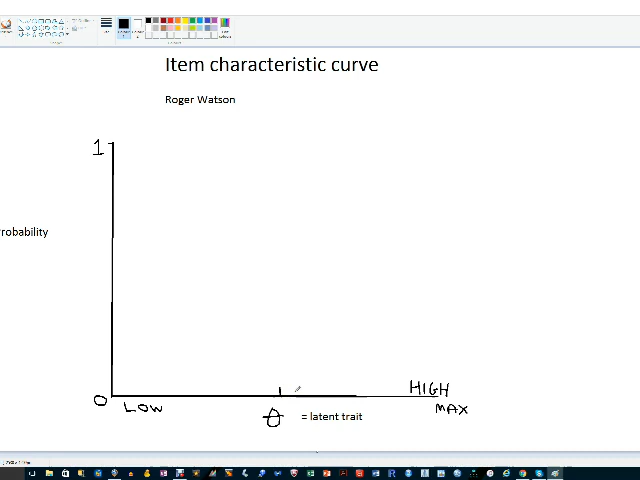 Item characteristic curve
Roger Watson
1
robability
HIGH
0
LOW
θ = latent trait
MAX